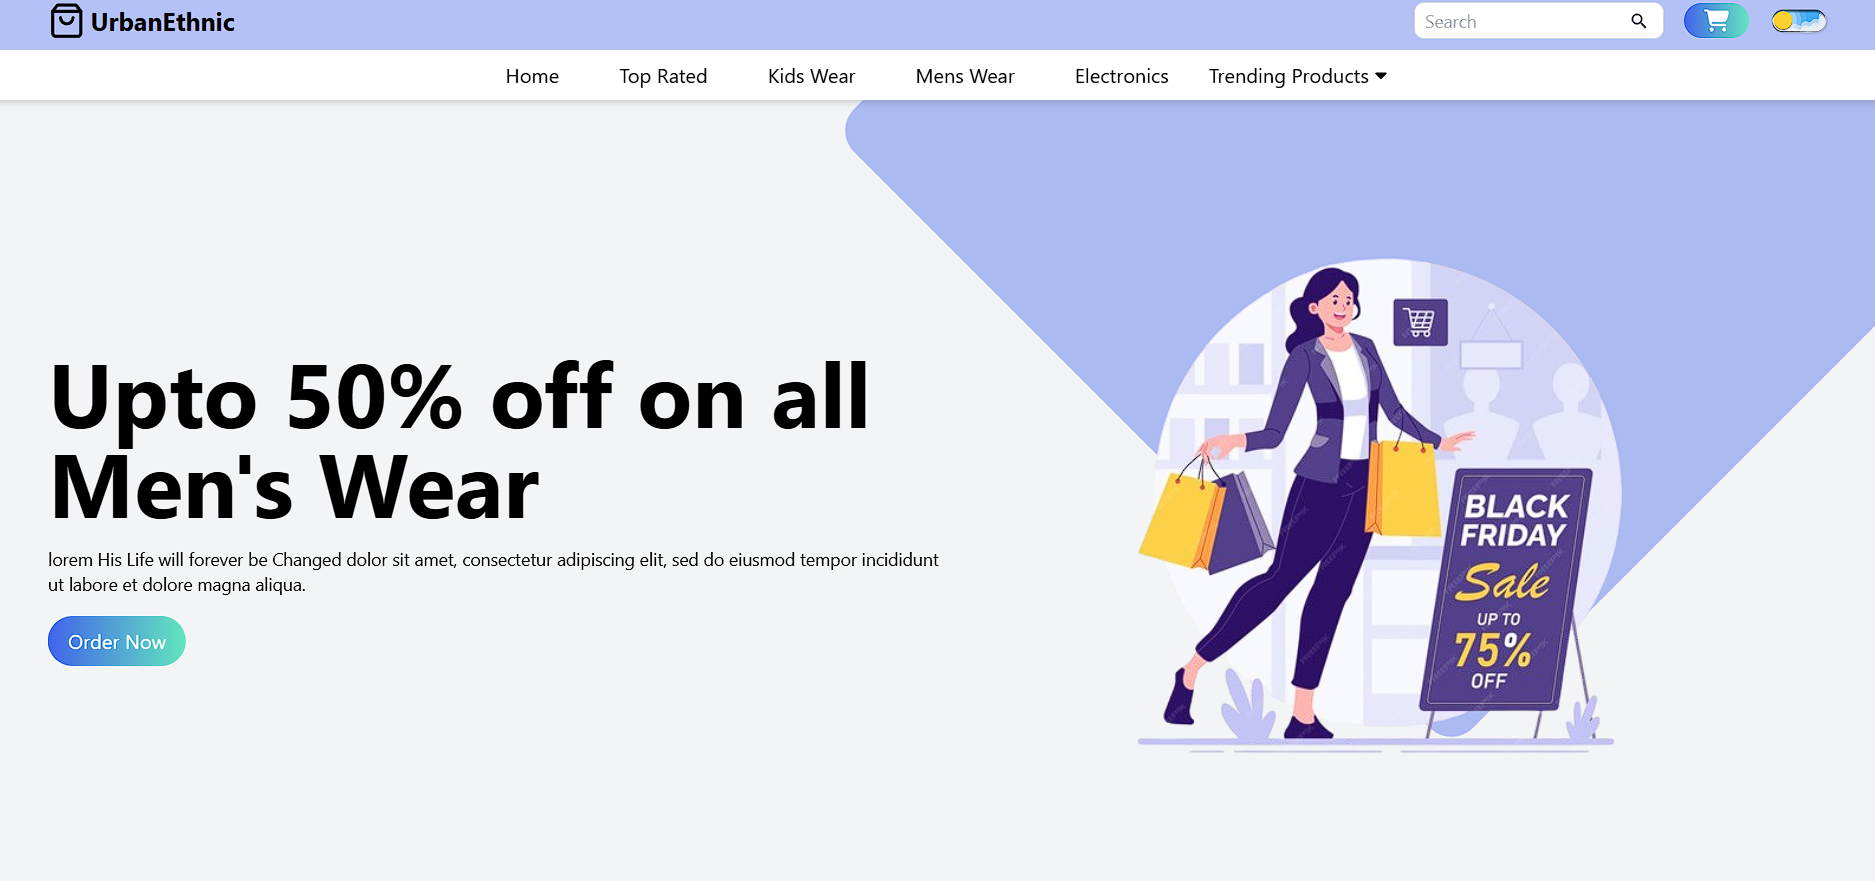 UrbanEthnic
Search
Home Top Rated Kids Wear Mens Wear Electronics Trending Products
Upto 50% off on all
Men's Wear
lorem His Life will forever be Changed dolor sit amet, consectetur adipiscing elit, sed do eiusmod tempor incididunt
ut labore et dolore magna aliqua.
Order Now
BLACK
FRIDAY
Sale
UP TO
75%
OFF